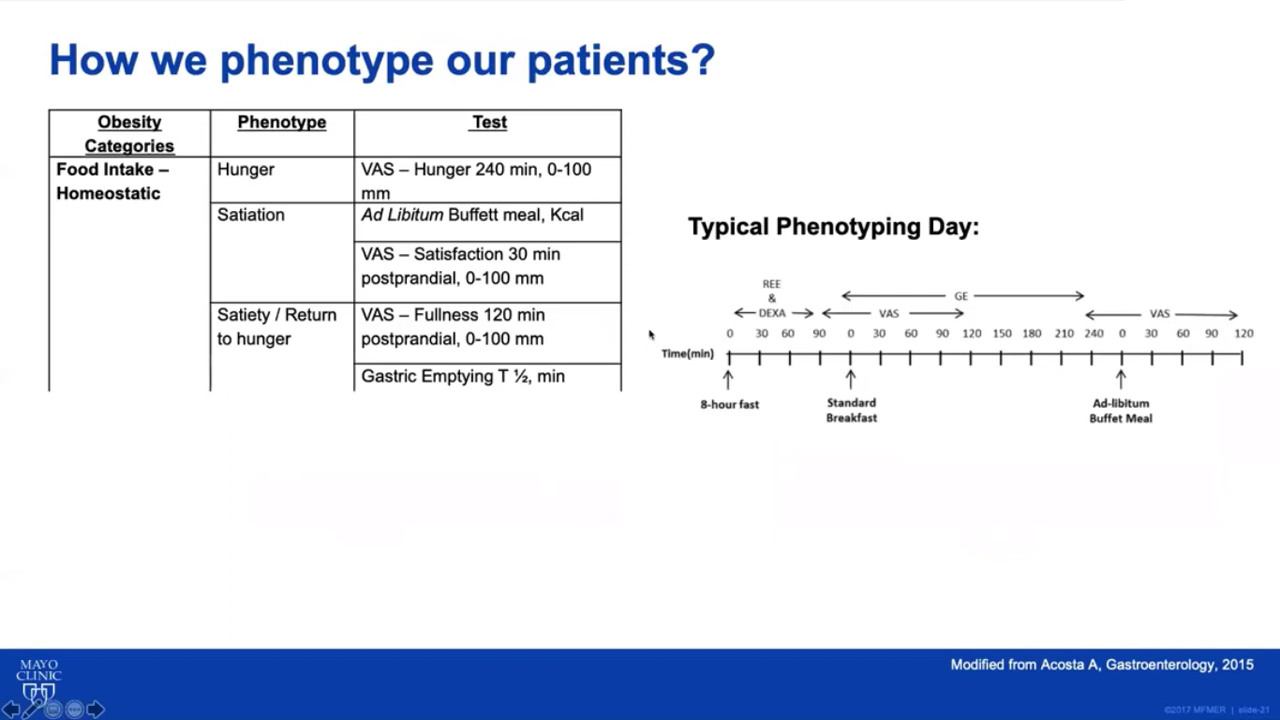 How we phenotype our patients?
Obesity
Categories
Phenotype
Test
Food Intake –
Homeostatic
Hunger
VAS – Hunger 240 min, 0-100
mm
Satiation
Ad Libitum Buffett meal, Kcal
VAS – Satisfaction 30 min
postprandial, 0-100 mm
Satiety / Return
to hunger
VAS – Fullness 120 min
postprandial, 0-100 mm
Gastric Emptying T ½, min
Typical Phenotyping Day:
REE
&
DEXA
VAS
GE
VAS
0 30 60 90 0 30 60 90 120 150 180 210 240 0 30 60 90 120
Time(min)
8-hour fast
Standard
Breakfast
Ad-libitum
Buffet Meal
MAYO
CLINIC
Modified from Acosta A, Gastroenterology, 2015
©2017 MFMER | slide-21